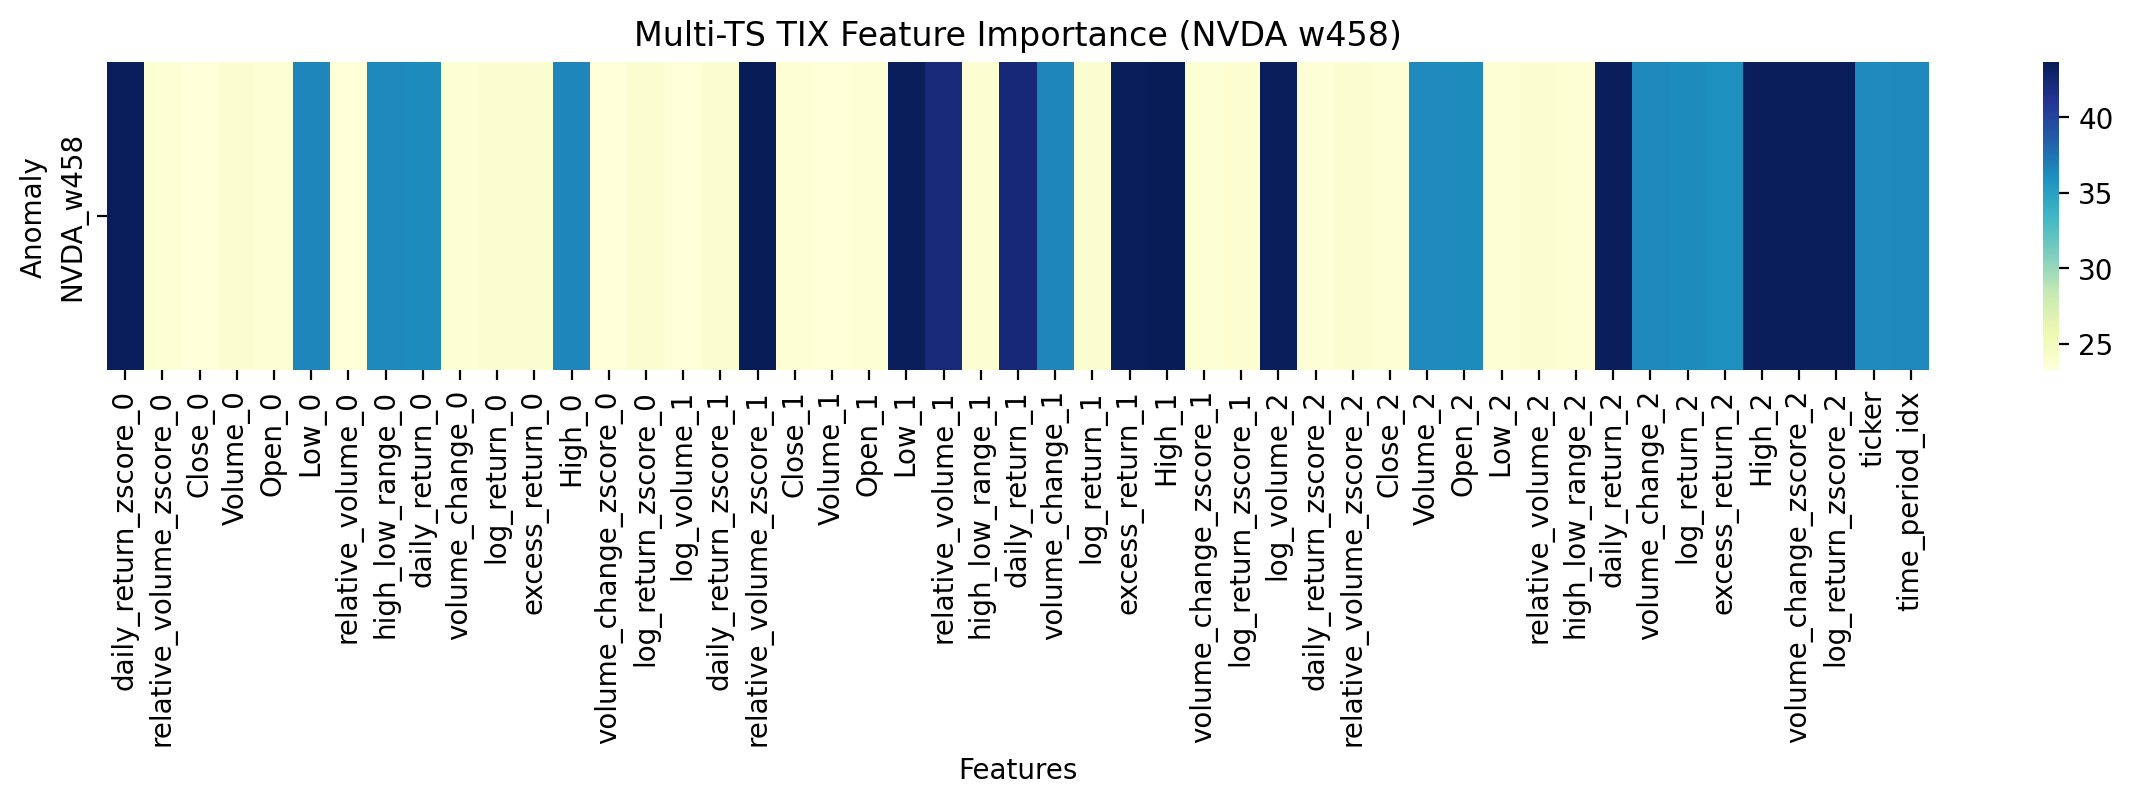 Multi-TS TIX Feature Importance (NVDA w458)
Anomaly
NVDA_w458
40
35
30
25
daily_return_zscore_0
relative_volume_zscore_0
Close_0
Volume_0
Open_0
Low_0
relative_volume_0
high_low_range_0
daily_return_0
volume_change_0
log_return_0
excess_return_0
High_0
volume_change_zscore_0
log_return_zscore_0
log_volume_1
daily_return_zscore_1
relative_volume_zscore_1
Close_1
Volume_1
Open_1
Low_1
relative_volume_1
high_low_range_1
daily_return_1
volume_change_1
log_return_1
excess_return_1
High_1
volume_change_zscore_1
log_return_zscore_1
log_volume_2
daily_return_zscore_2
relative_volume_zscore_2
Close_2
Volume_2
Open_2
Low_2
relative_volume_2
high_low_range_2
daily_return_2
volume_change_2
log_return_2
excess_return_2
High_2
volume_change_zscore_2
log_return_zscore_2
ticker
time_period_idx
Features